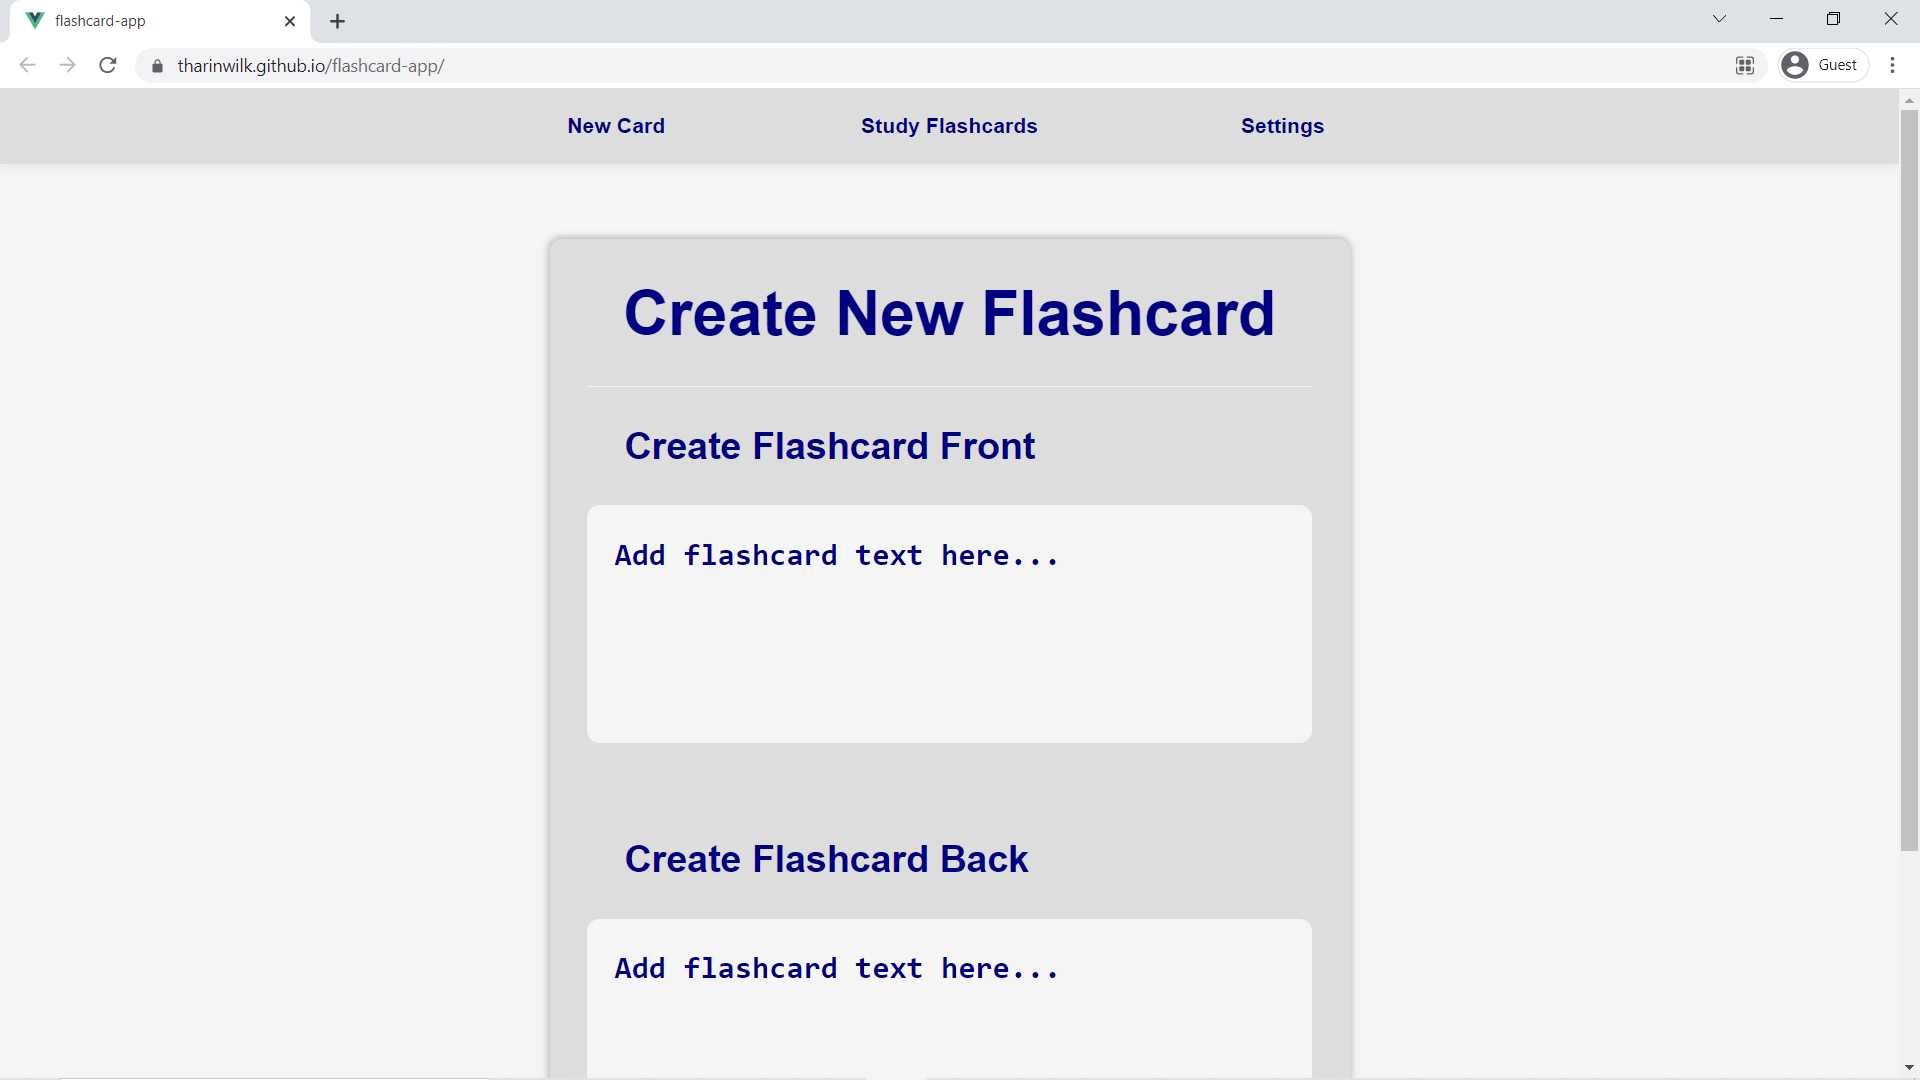 flashcard-app
tharinwilk.github.io/flashcard-app/
Guest
New Card
Study Flashcards
Settings
Create New Flashcard
Create Flashcard Front
Add flashcard text here...
Create Flashcard Back
Add flashcard text here...